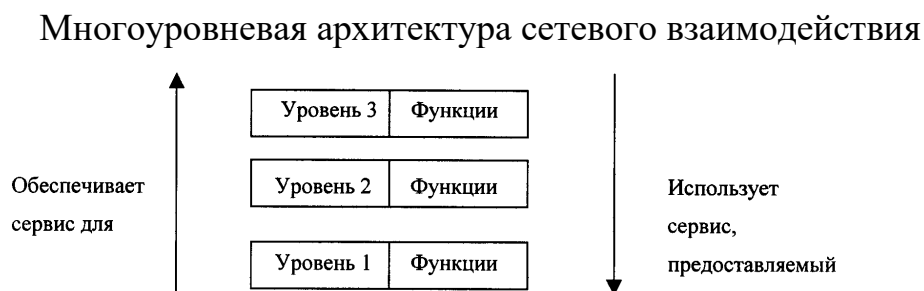 Многоуровневая архитектура сетевого взаимодействия
Уровень 3 Функции
Обеспечивает
сервис для
Уровень 2 Функции
Использует
сервис,
предоставляемый
Уровень 1 Функции